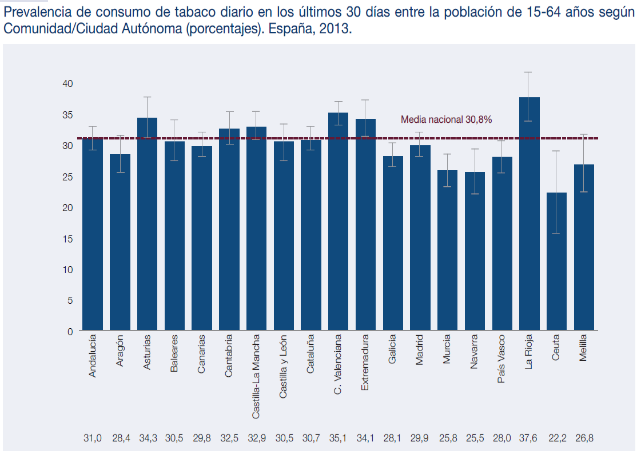 Prevalencia de consumo de tabaco diario en los últimos 30 días entre la población de 15-64 años según
Comunidad/Ciudad Autónoma (porcentajes). España, 2013.
40
35
30
25
20
15
10
5
0
Media nacional 30,8%
Andalucía
Aragón
Asturias
Baleares
Canarias
Cantabria
Castilla-La Mancha
Castilla y León
Cataluña
C. Valenciana
Extremadura
Galicia
Madrid
Murcia
Navarra
País Vasco
La Rioja
Ceuta
Melilla
31,0 28,4 34,3 30,5 29,8 32,5 32,9 30,5 30,7 35,1 34,1 28,1 29,9 25,8 25,5 28,0 37,6 22,2 26,8